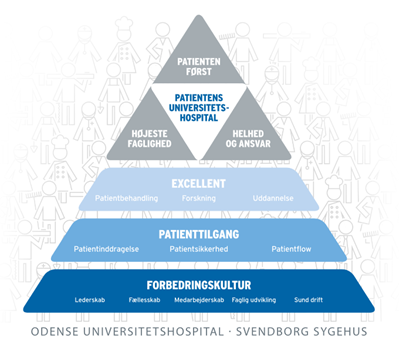 PATIENTEN
FØRST
PATIENTENS
UNIVERSITETS-
HOSPITAL
HØJESTE
FAGLIGHED
HELHED
OG ANSVAR
EXCELLENT
Patientbehandling Forskning Uddannelse
PATIENTTILGANG
Patientinddragelse Patientsikkerhed Patientflow
FORBEDRINGSKULTUR
Lederskab Fællesskab Medarbejderskab Faglig udvikling Sund drift
ODENSE UNIVERSITETSHOSPITAL · SVENDBORG SYGEHUS